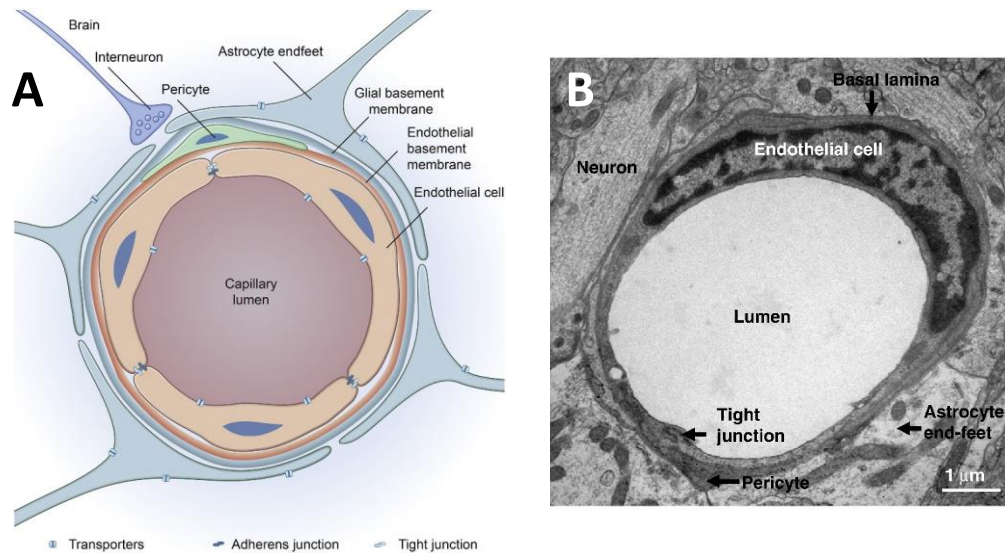 A
Brain
Interneuron
Pericyte
Astrocyte endfeet
Glial basement
membrane
Endothelial
basement
membrane
Endothelial cell
Capillary
lumen
Transporters
Adherens junction
Tight junction
B
Basal lamina
Endothelial cell
Neuron
Lumen
Tight
junction
Astrocyte
end-feet
Pericyte
1 μm